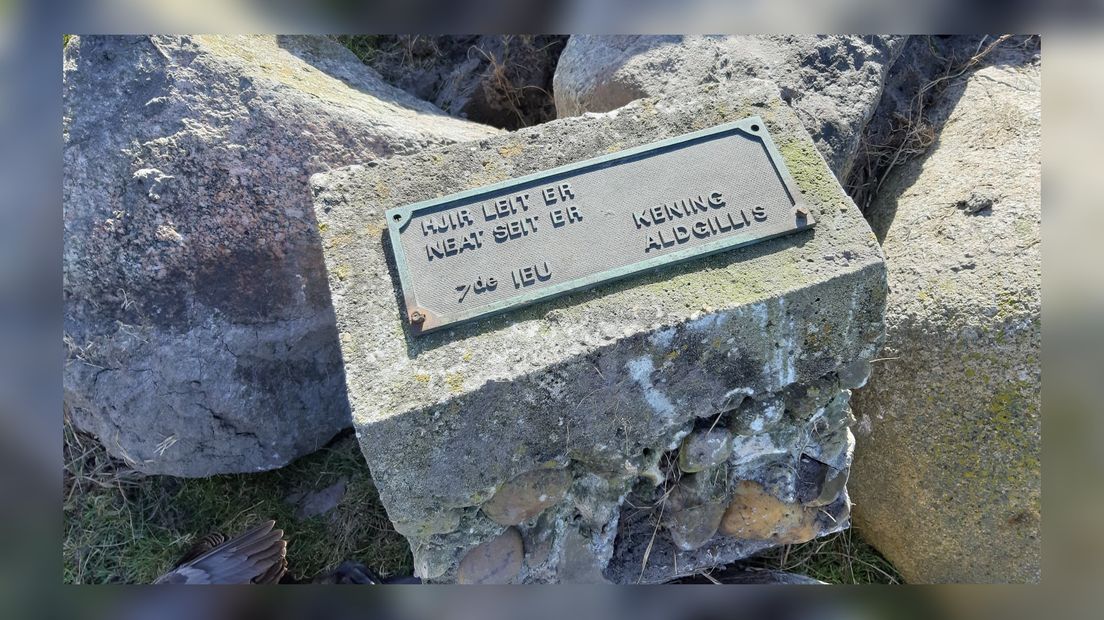 HJIR LEIT ER
NEAT SEIT ER
KENING
ALDGILLIS
7de IEU